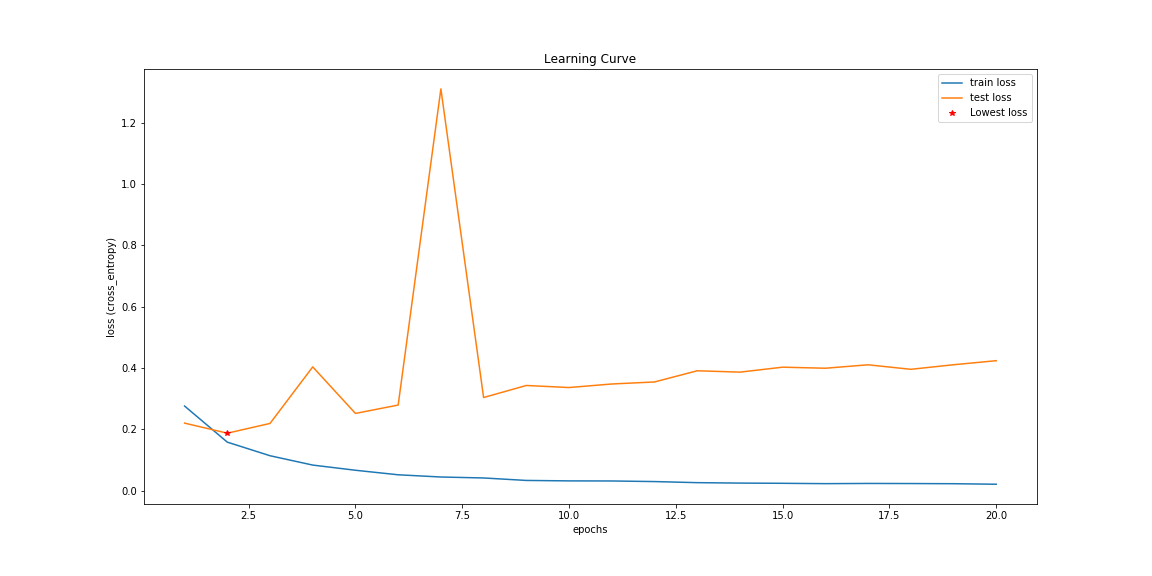 Learning Curve
train loss
test loss
Lowest loss
loss (cross_entropy)
1.2
1.0
0.8
0.6
0.4
0.2
0.0
2.5 5.0 7.5 10.0 12.5 15.0 17.5 20.0
epochs